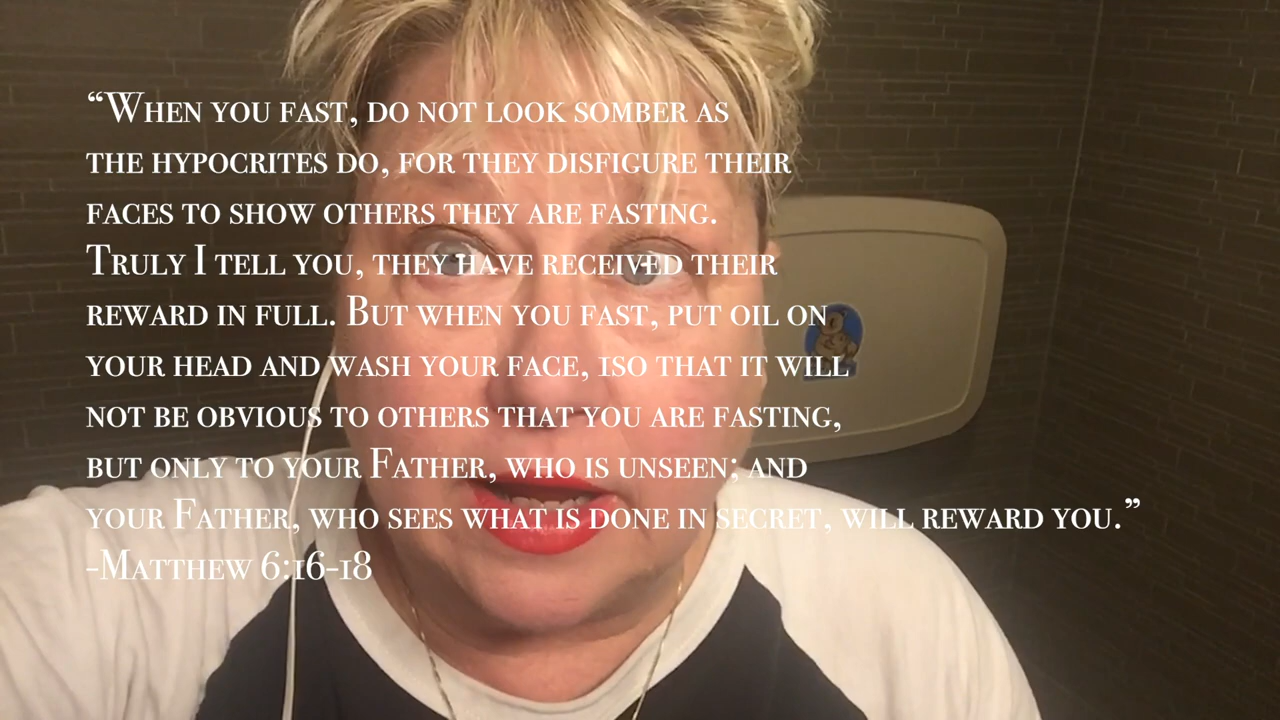 “When you fast, do not look somber as
the hypocrites do, for they disfigure their
faces to show others they are fasting.
Truly I tell you, they have received their
reward in full. But when you fast, put oil on
your head and wash your face, 1so that it will
not be obvious to others that you are fasting,
but only to your Father, who is unseen; and
your Father, who sees what is done in secret, will reward you.”
-Matthew 6:16-18